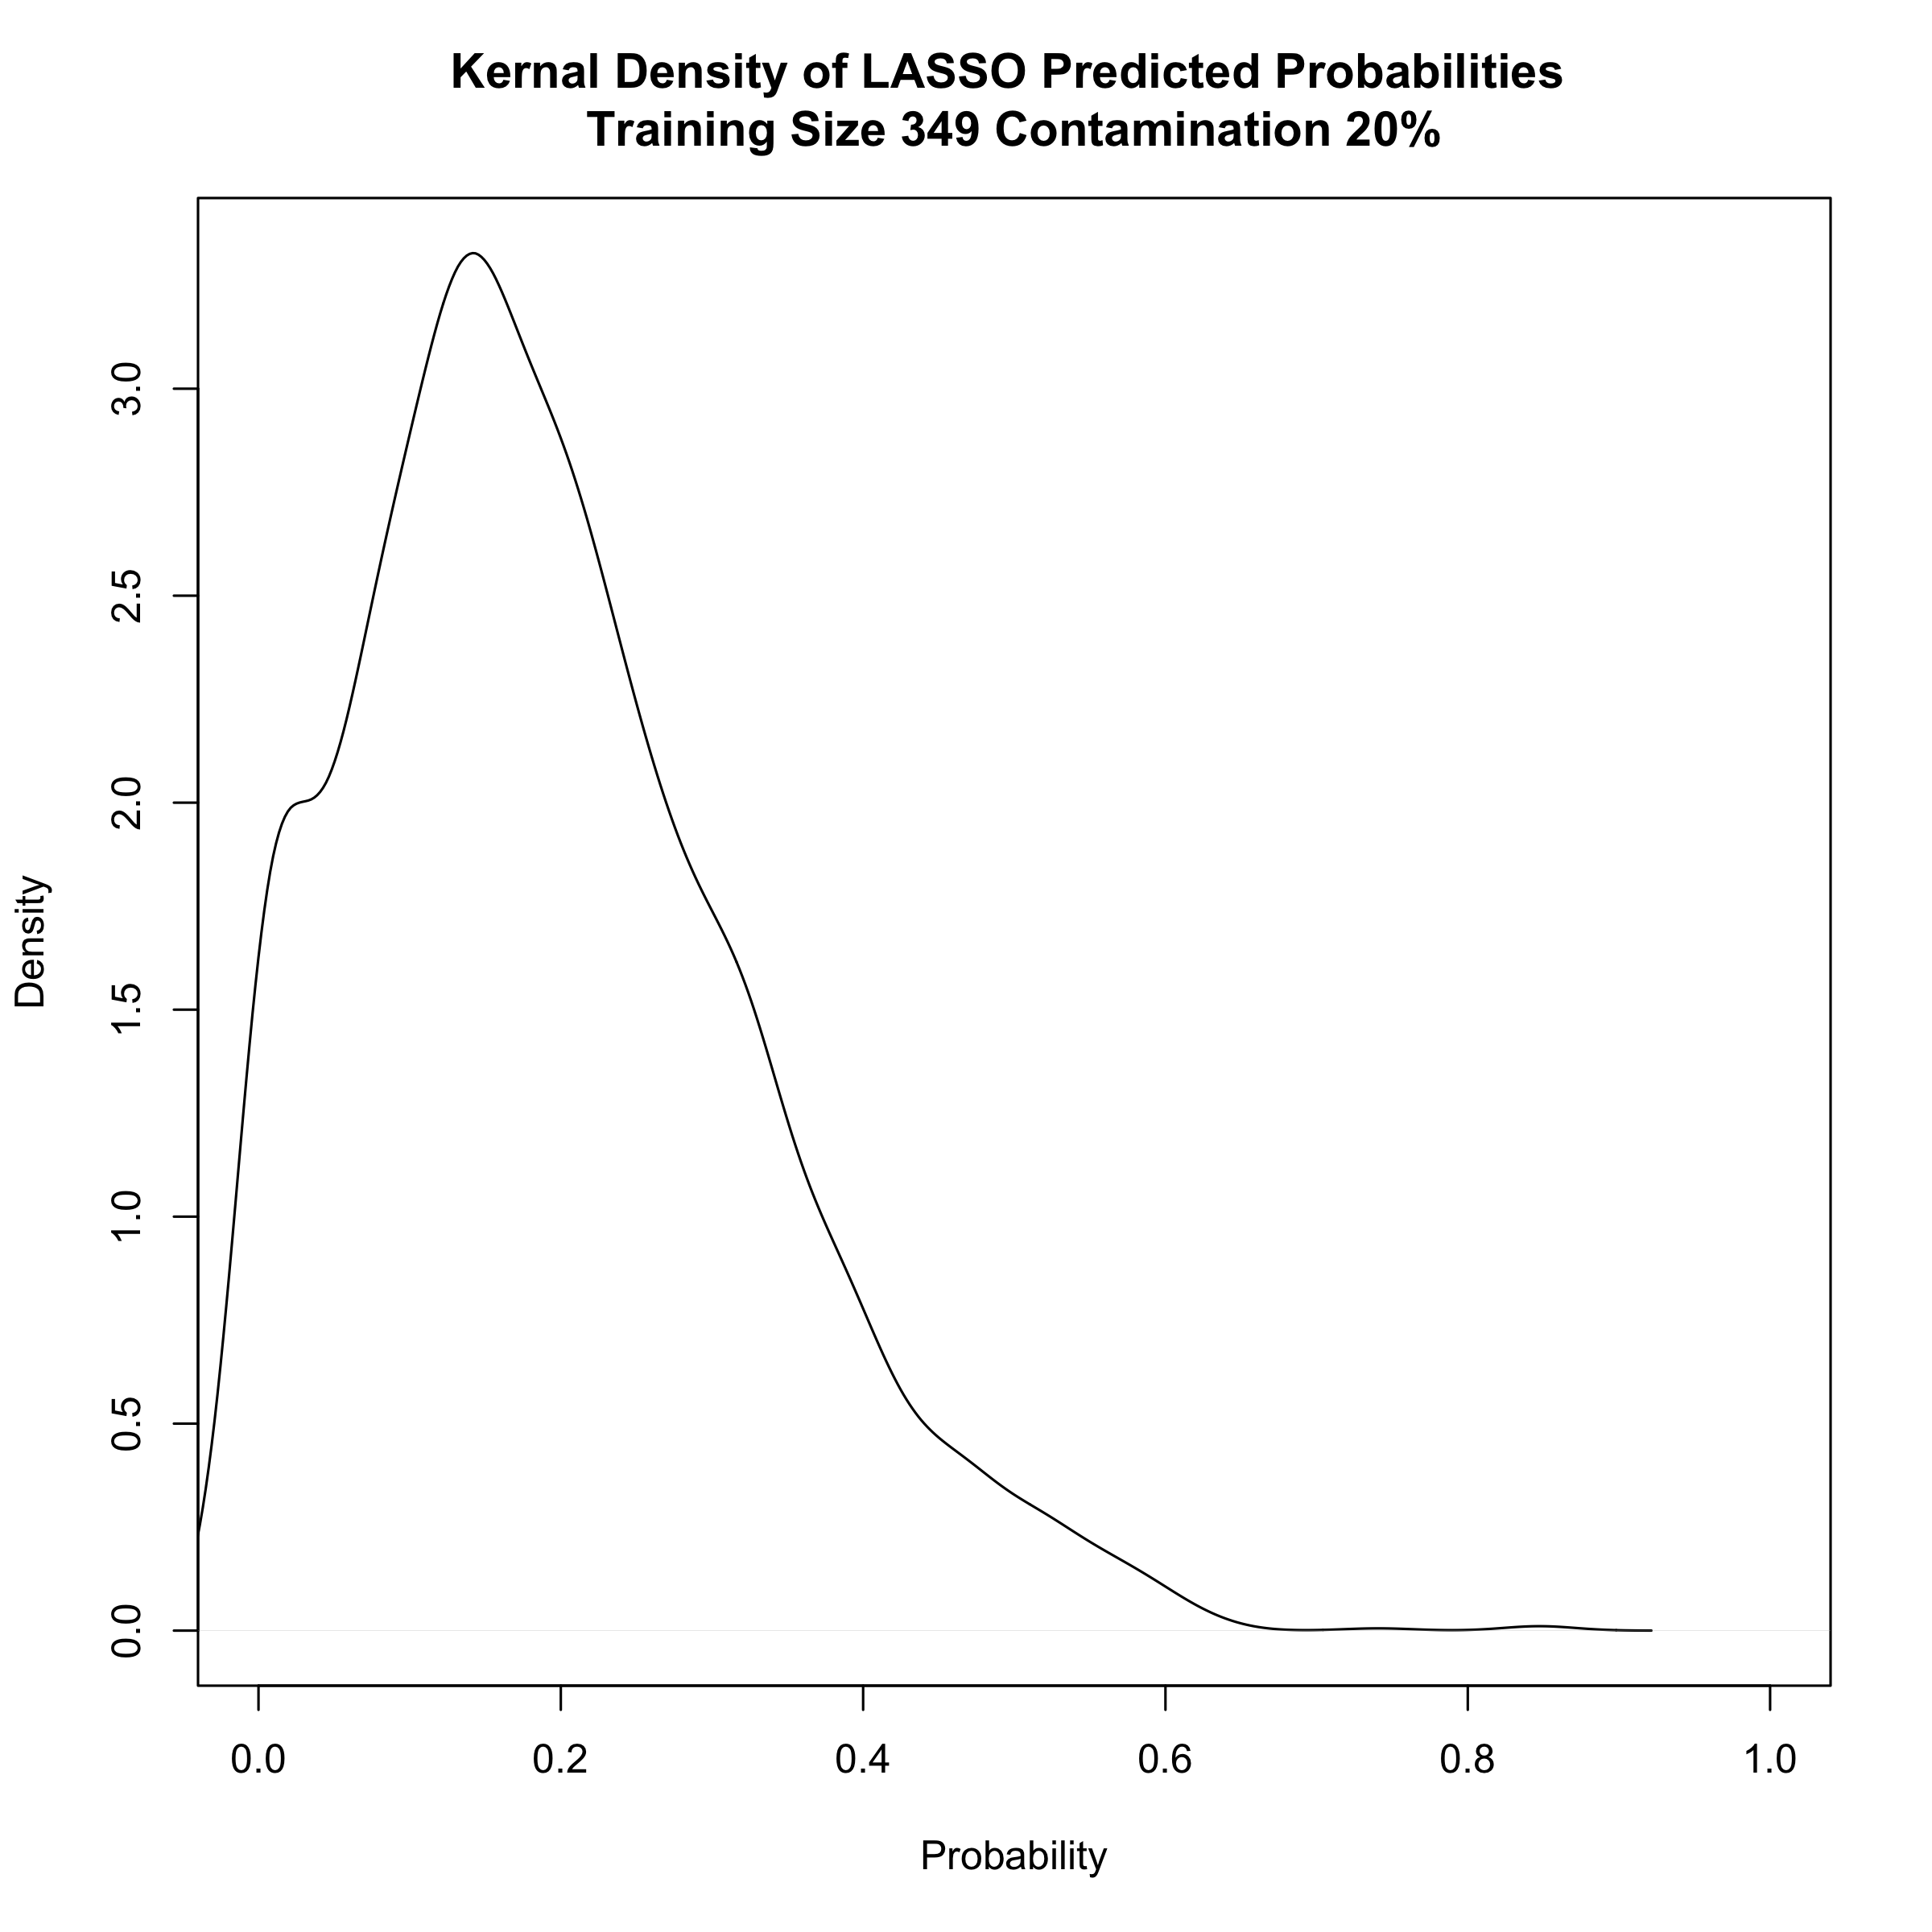 Kernal Density of LASSO Predicted Probabilities
Training Size 349 Contamination 20%
3.0
2.5
2.0
1.5
1.0
0.5
0.0
Density
0.0 0.2 0.4 0.6 0.8 1.0
Probability